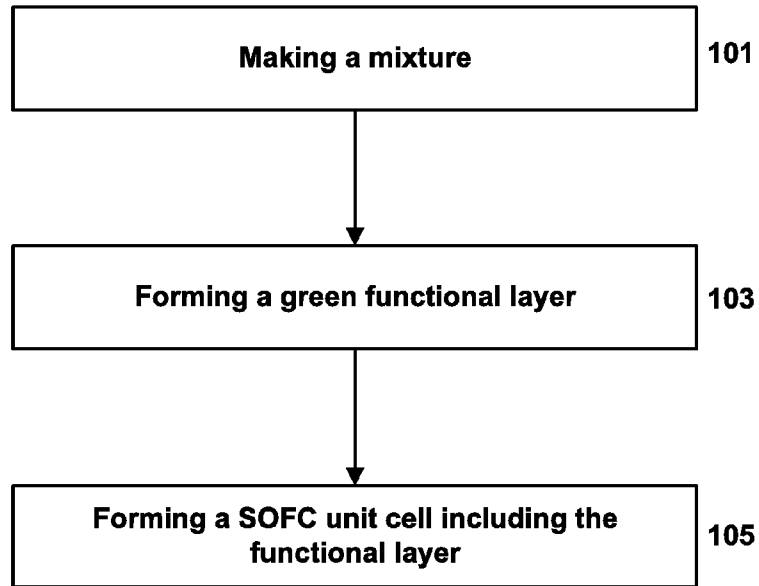 Making a mixture
101
Forming a green functional layer
103
Forming a SOFC unit cell including the
functional layer
105